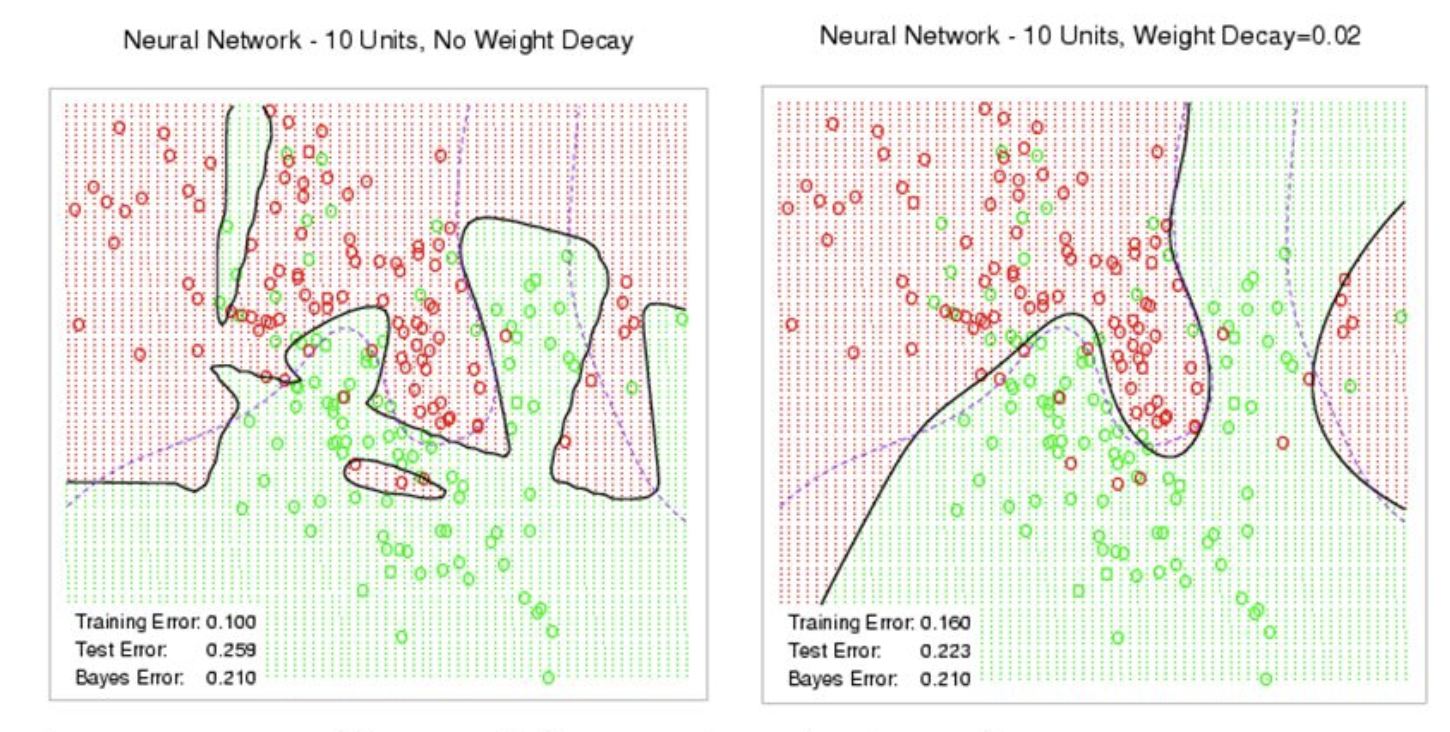 Neural Network - 10 Units, No Weight Decay
Training Error: 0.100
Test Error: 0.259
Bayes Error: 0.210
Neural Network - 10 Units, Weight Decay=0.02
Training Error: 0.160
Test Error: 0.223
Bayes Error: 0.210